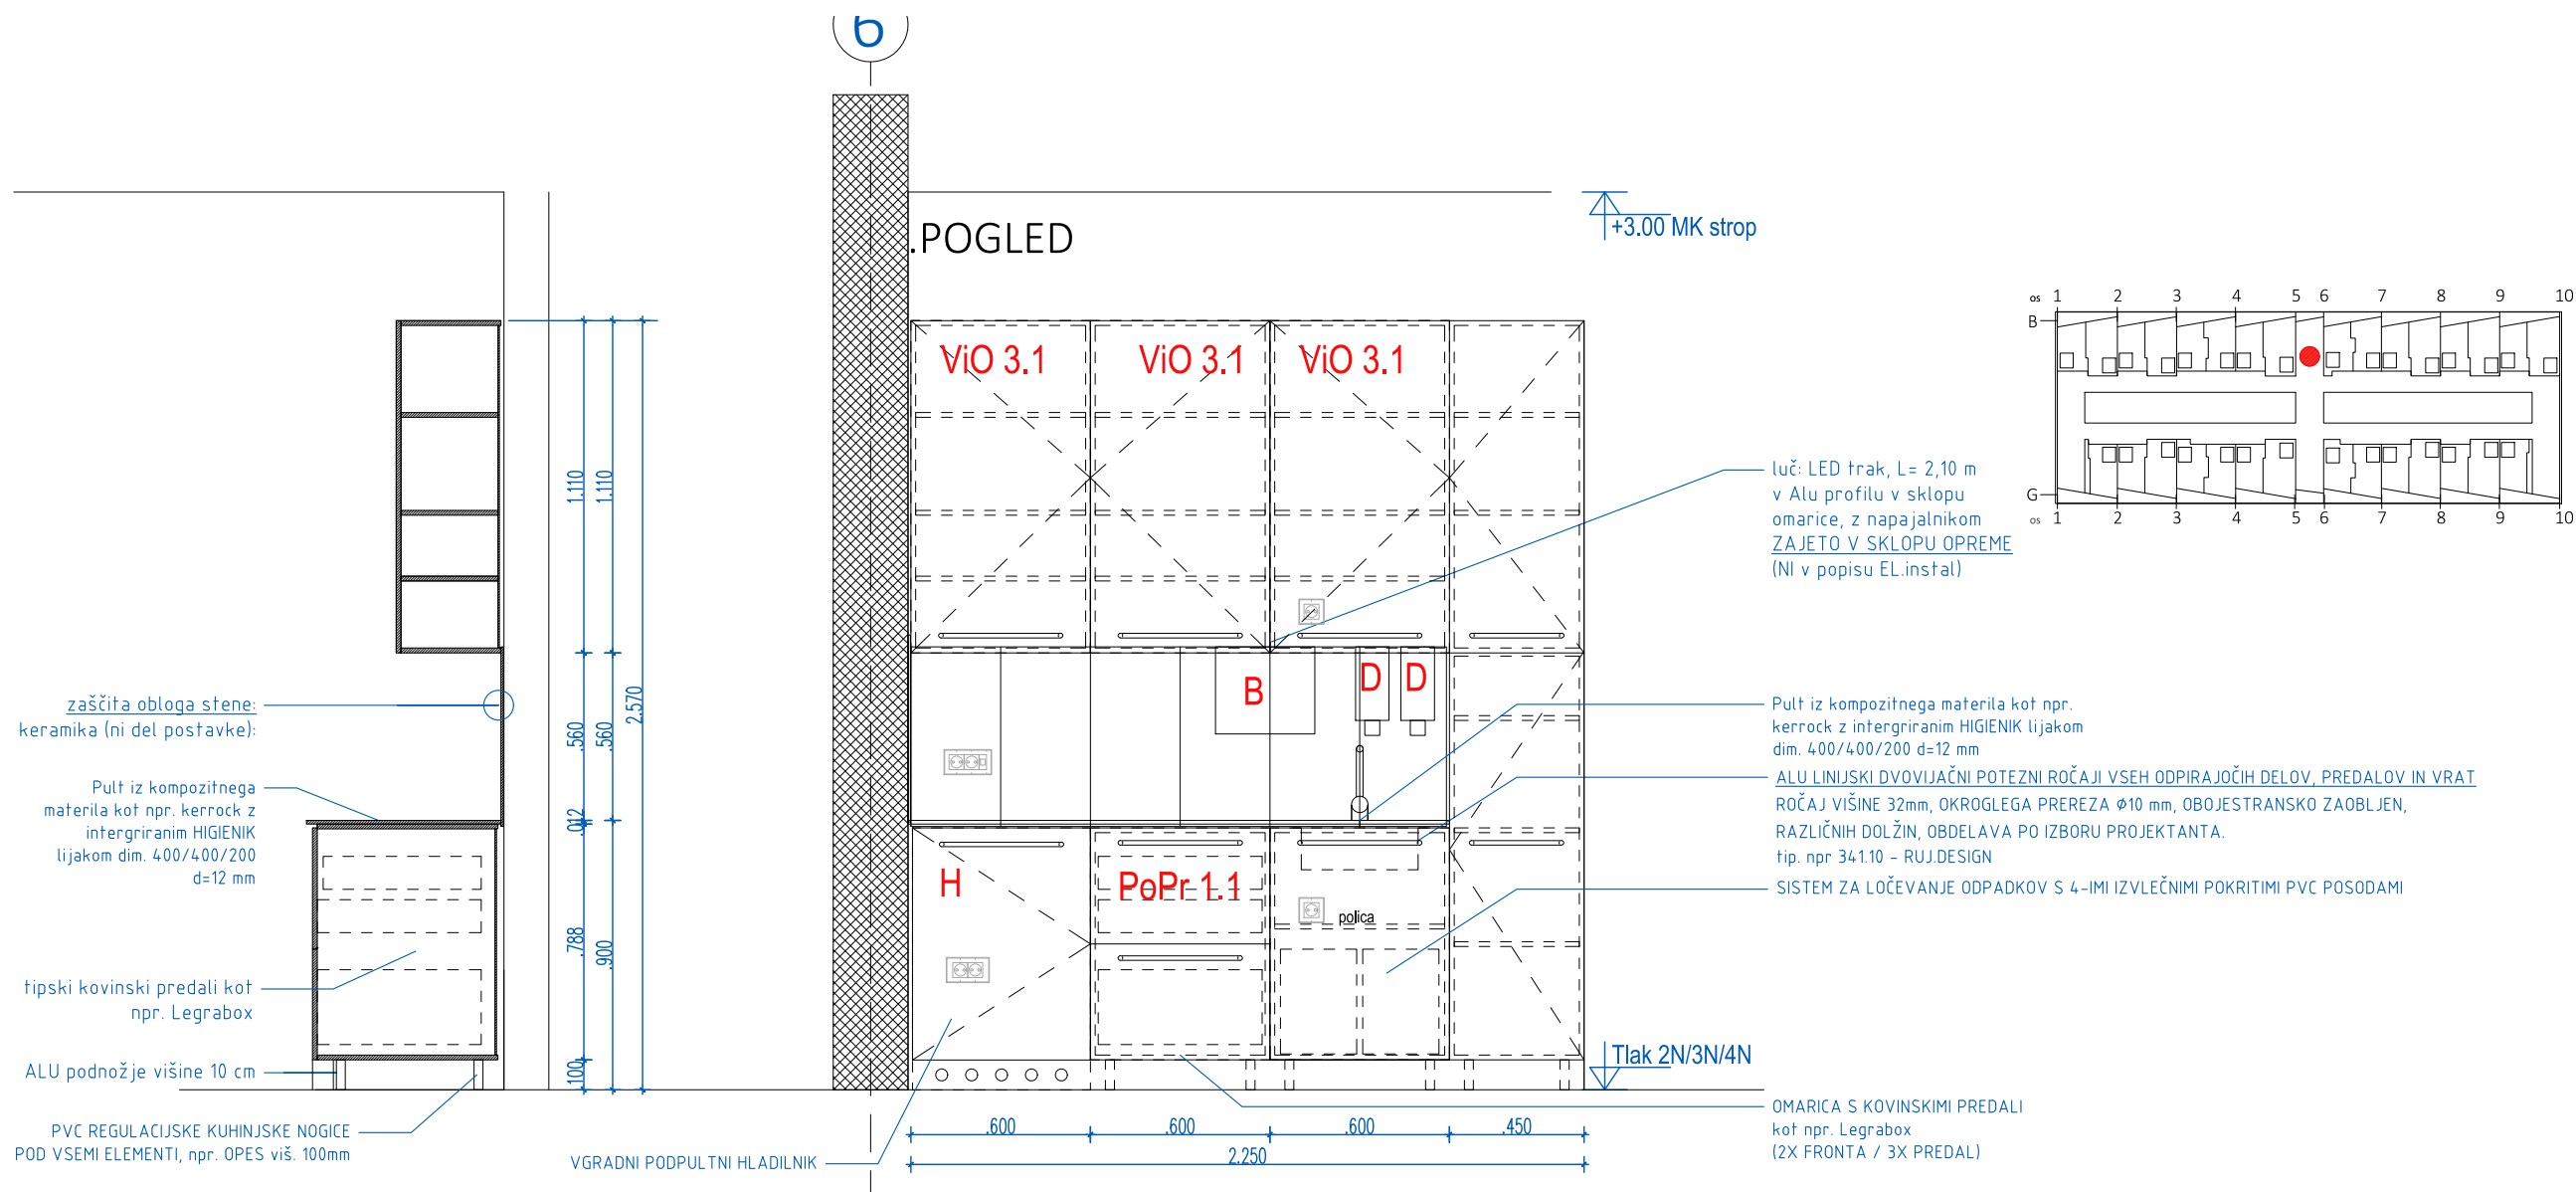 6
.POGLED
+3.00 MK strop
ViO 3.1
ViO 3.1
ViO 3.1
os 1 2 3 4 5 6 7 8 9 10
B
G
os 1 2 3 4 5 6 7 8 9 10
luč: LED trak, L= 2,10 m
v Alu profilu v sklopu
omarice, z napajalnikom
ZAJETO V SKLOPU OPREME
(NI v popisu EL.instal)
1.110
1.110
2.570
.560
.560
.012
.788
.900
.100
zaščita obloga stene:
keramika (ni del postavke):
Pult iz kompozitnega
materila kot npr. kerrock z
intergriranim HIGIENIK
lijakom dim. 400/400/200
d=12 mm
tipski kovinski predali kot
npr. Legrabox
ALU podnožje višine 10 cm
PVC REGULACIJSKE KUHINJSKE NOGICE
POD VSEMI ELEMENTI, npr. OPES viš. 100mm
B
D
D
H
PoPr 1.1
polica
Pult iz kompozitnega materila kot npr.
kerrock z intergriranim HIGIENIK lijakom
dim. 400/400/200 d=12 mm
ALU LINIJSKI DVOVIJAČNI POTEZNI ROČAJI VSEH ODPIRAJOČIH DELOV, PREDALOV IN VRAT
ROČAJ VIŠINE 32mm, OKROGLEGA PREREZA ø10 mm, OBOJESTRANSKO ZAOBLJEN,
RAZLIČNIH DOLŽIN, OBDELAVA PO IZBORU PROJEKTANTA.
tip. npr 341.10 - RUJ.DESIGN
SISTEM ZA LOČEVANJE ODPADKOV S 4-IMI IZVLEČNIMI POKRITIMI PVC POSODAMI
Tlak 2N/3N/4N
OMARICA S KOVINSKIMI PREDALI
kot npr. Legrabox
(2X FRONTA / 3X PREDAL)
.600
.600
.600
.450
2.250
VGRADNI PODPULTNI HLADILNIK